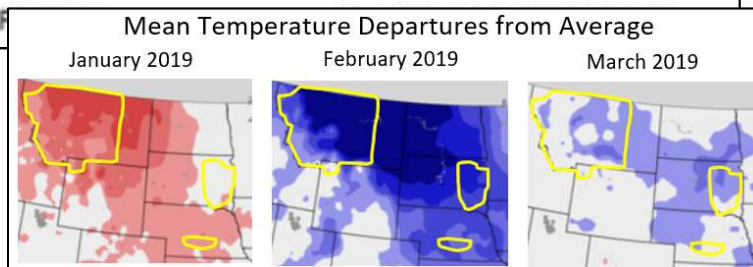 Mean Temperature Departures from Average
January 2019
February 2019
March 2019